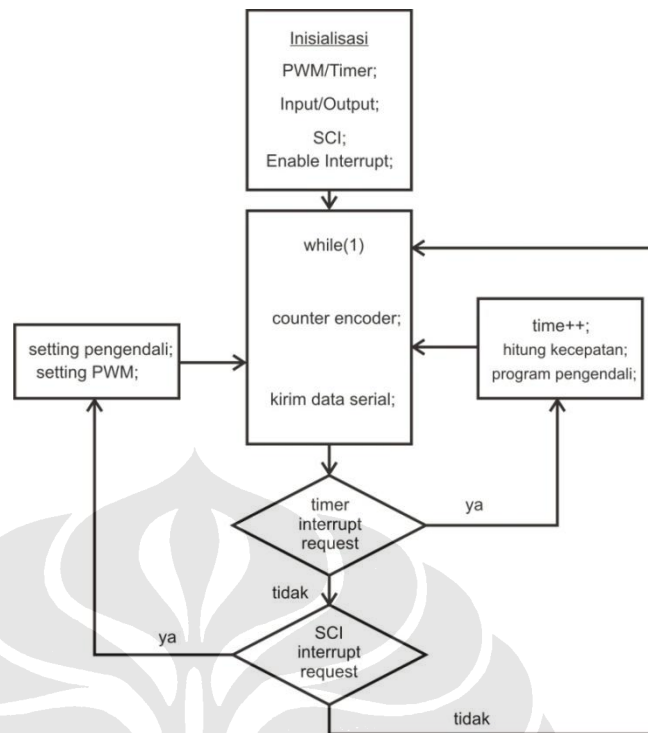 Inisialisasi
PWM/Timer;
Input/Output;
SCI;
Enable Interrupt;
while(1)
counter encoder;
kirim data serial;
setting pengendali;
setting PWM;
time++;
hitung kecepatan;
program pengendali;
timer
interrupt
request
ya
tidak
SCI
interrupt
request
ya
tidak